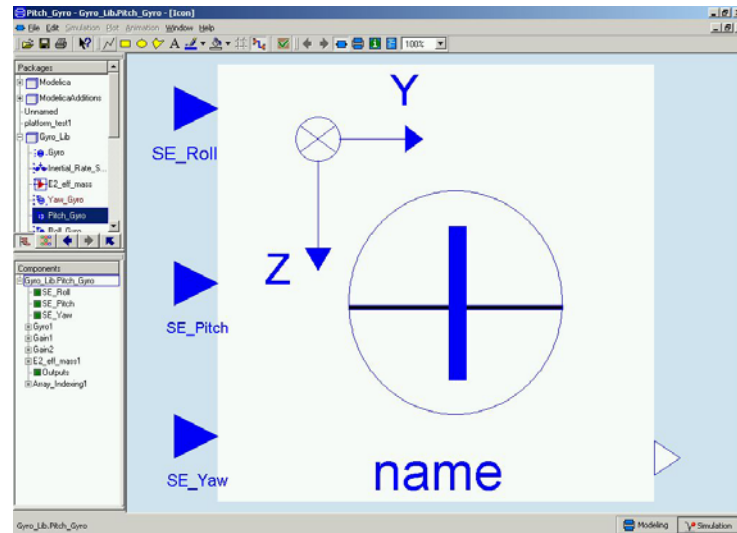 Pitch_Gyro - Gyro_Lib.Pitch_Gyro - [Icon]
File Edit Simulation Plot Animation Window Help
100%
Packages
Modelica
ModelicaAdditions
Unnamed
platform_test1
Gyro_Lib
Gyro
Inertial_Rate_S...
E2_eff_mass
Yaw_Gyro
Pitch_Gyro
Roll_Gyro
Components
Gyro_Lib.Pitch_Gyro
SE_Roll
SE_Pitch
SE_Yaw
Gyro1
Gain1
Gain2
E2_eff_mass1
Outputs
Array_Indexing1
Y
SE_Roll
Z
SE_Pitch
SE_Yaw
name
Gyro_Lib.Pitch_Gyro
Modeling
Simulation